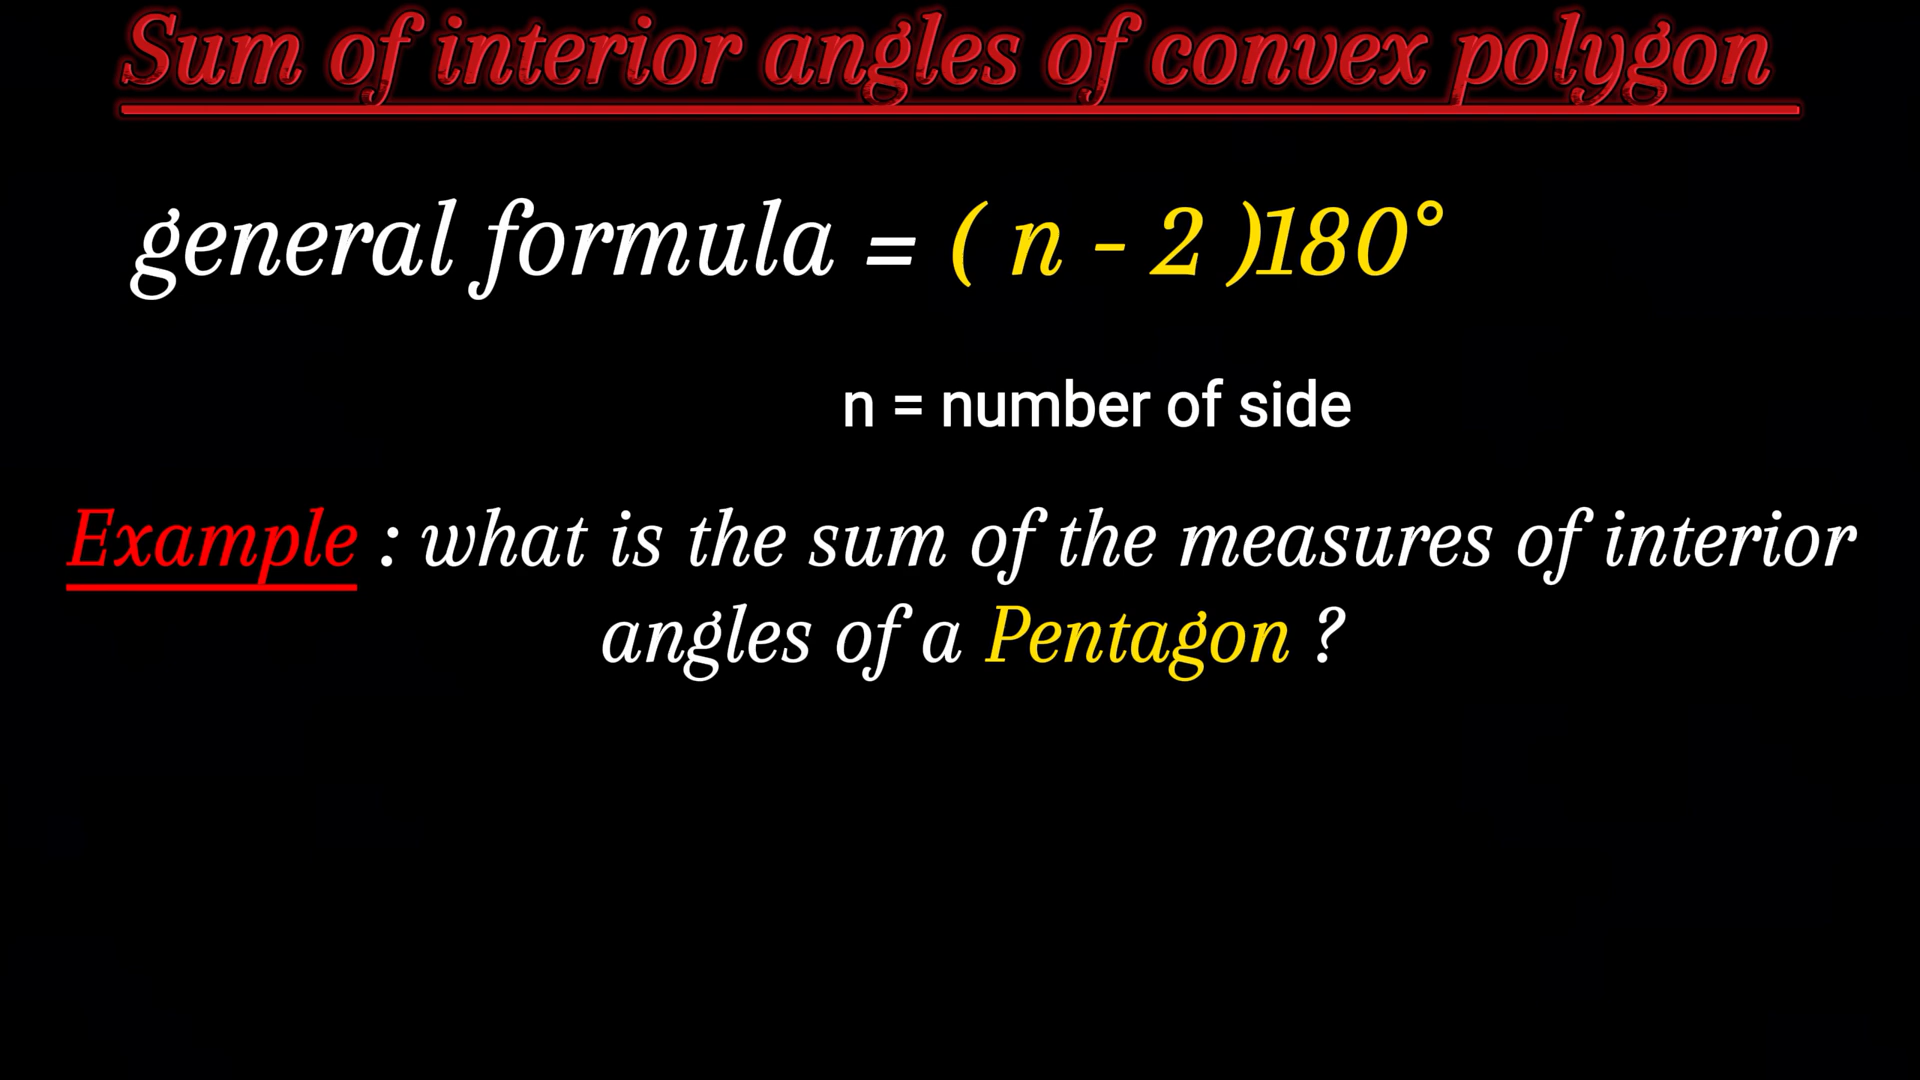 Sum of interior angles of convex polygon
general formula = ( n - 2 )180°
n = number of side
Example : what is the sum of the measures of interior
angles of a Pentagon ?